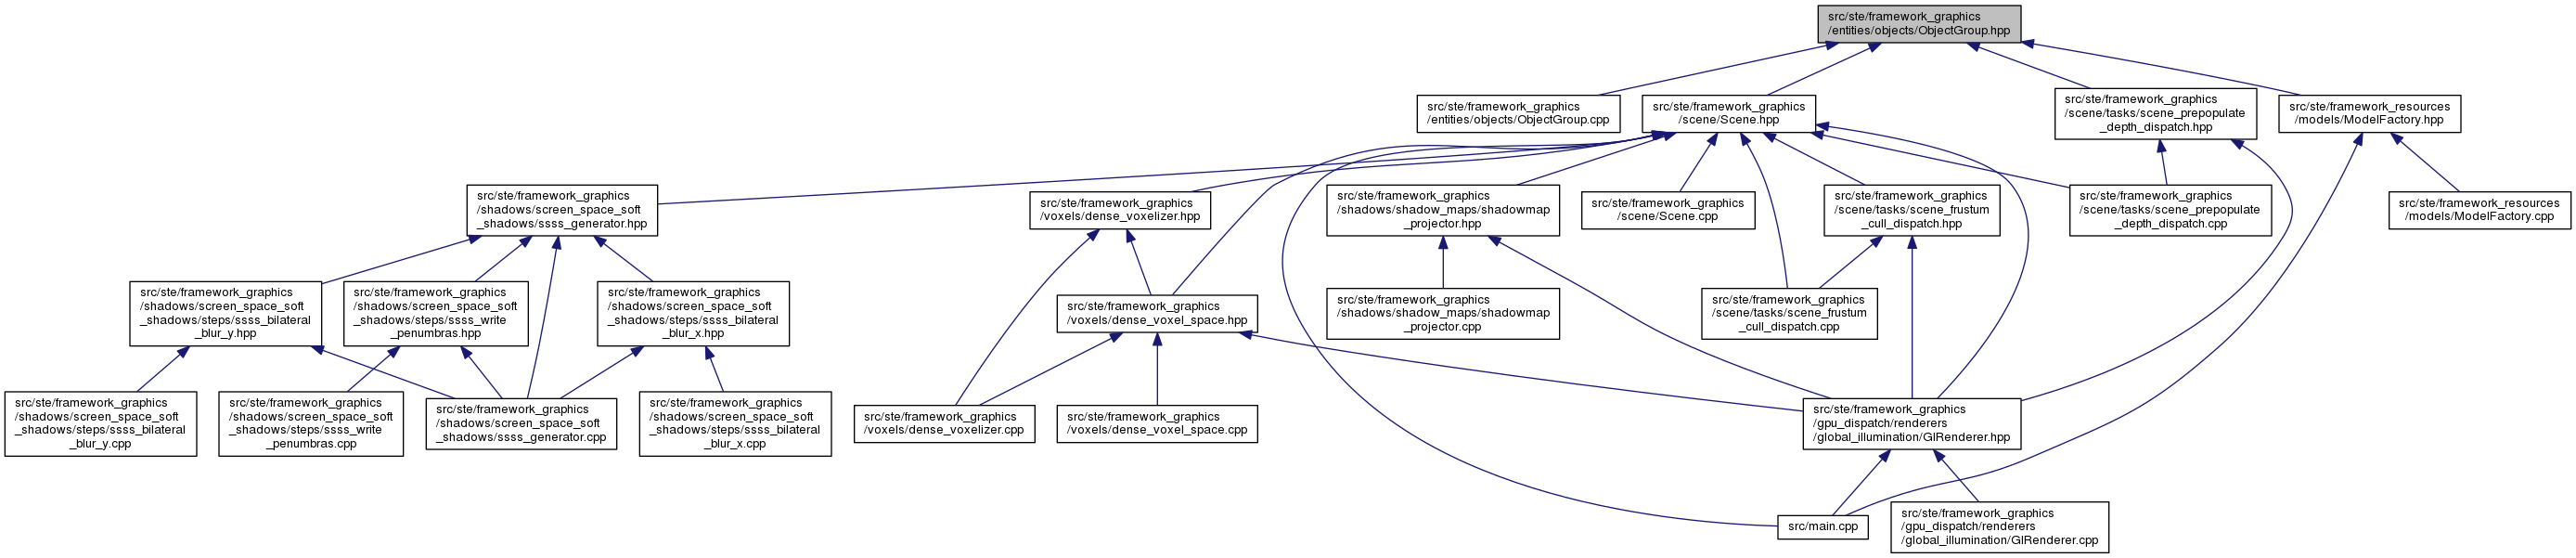 src/ste/framework_graphics
/entities/objects/ObjectGroup.hpp
src/ste/framework_graphics
/entities/objects/ObjectGroup.cpp
src/ste/framework_graphics
/scene/Scene.hpp
src/ste/framework_graphics
/scene/tasks/scene_prepopulate
_depth_dispatch.hpp
src/ste/framework_resources
/models/ModelFactory.hpp
src/ste/framework_graphics
/shadows/screen_space_soft
_shadows/ssss_generator.hpp
src/ste/framework_graphics
/voxels/dense_voxelizer.hpp
src/ste/framework_graphics
/shadows/shadow_maps/shadowmap
_projector.hpp
src/ste/framework_graphics
/scene/Scene.cpp
src/ste/framework_graphics
/scene/tasks/scene_frustum
_cull_dispatch.hpp
src/ste/framework_graphics
/scene/tasks/scene_prepopulate
_depth_dispatch.cpp
src/ste/framework_resources
/models/ModelFactory.cpp
src/ste/framework_graphics
/shadows/screen_space_soft
_shadows/steps/ssss_bilateral
_blur_y.hpp
src/ste/framework_graphics
/shadows/screen_space_soft
_shadows/steps/ssss_write
_penumbras.hpp
src/ste/framework_graphics
/shadows/screen_space_soft
_shadows/steps/ssss_bilateral
_blur_x.hpp
src/ste/framework_graphics
/voxels/dense_voxel_space.hpp
src/ste/framework_graphics
/shadows/shadow_maps/shadowmap
_projector.cpp
src/ste/framework_graphics
/scene/tasks/scene_frustum
_cull_dispatch.cpp
src/ste/framework_graphics
/shadows/screen_space_soft
_shadows/steps/ssss_bilateral
_blur_y.cpp
src/ste/framework_graphics
/shadows/screen_space_soft
_shadows/steps/ssss_write
_penumbras.cpp
src/ste/framework_graphics
/shadows/screen_space_soft
_shadows/ssss_generator.cpp
src/ste/framework_graphics
/shadows/screen_space_soft
_shadows/steps/ssss_bilateral
_blur_x.cpp
src/ste/framework_graphics
/voxels/dense_voxelizer.cpp
src/ste/framework_graphics
/voxels/dense_voxel_space.cpp
src/ste/framework_graphics
/gpu_dispatch/renderers
/global_illumination/GIRenderer.hpp
src/main.cpp
src/ste/framework_graphics
/gpu_dispatch/renderers
/global_illumination/GIRenderer.cpp